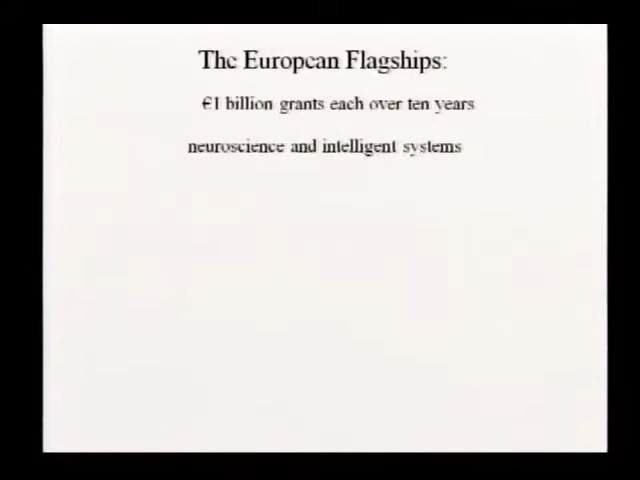 The European Flagships:
€1 billion grants each over ten years
neuroscience and intelligent systems